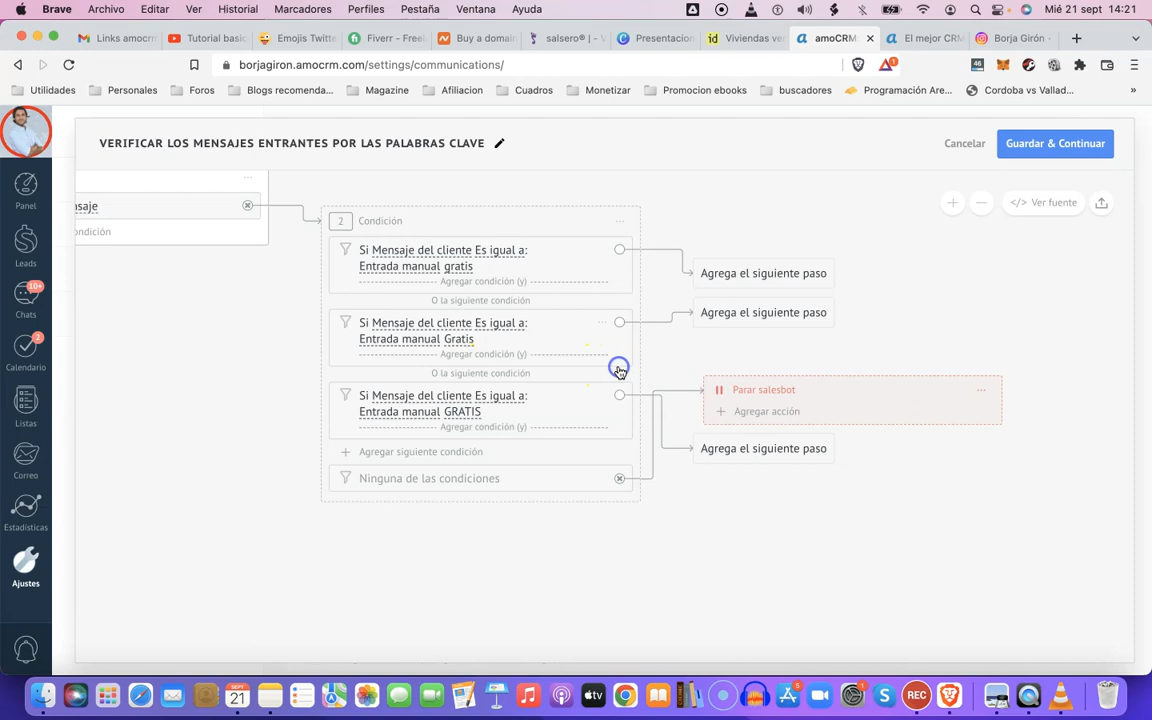 Brave Archivo Editar Ver Historial Marcadores Perfiles Pestaña Ventana Ayuda Mié 21 sept 14:21
Links amocrm Tutorial basic Emojis Twitte Fiverr - Freel Buy a domain salsero® | - V Presentacion Viviendas ve amoCRM El mejor CRM Borja Girón -
borjagiron.amocrm.com/settings/communications/
1
46
Utilidades Personales Foros Blogs recomenda... Magazine Afiliacion Cuadros Monetizar Promocion ebooks buscadores Programación Are... Cordoba vs Vallad... »
VERIFICAR LOS MENSAJES ENTRANTES POR LAS PALABRAS CLAVE
Cancelar
Guardar & Continuar
Panel
Leads
10+
Chats
2
Calendario
Listas
Correo
Estadísticas
Ajustes
saje
ondición
</> Ver fuente
2 Condición
Si Mensaje del cliente Es igual a:
Entrada manual gratis
Agregar condición (y)
O la siguiente condición
Si Mensaje del cliente Es igual a:
Entrada manual Gratis
Agregar condición (y)
O la siguiente condición
Si Mensaje del cliente Es igual a:
Entrada manual GRATIS
Agregar condición (y)
Agregar siguiente condición
Ninguna de las condiciones
Agrega el siguiente paso
Agrega el siguiente paso
Parar salesbot
Agregar acción
Agrega el siguiente paso
SEPT
21
REC